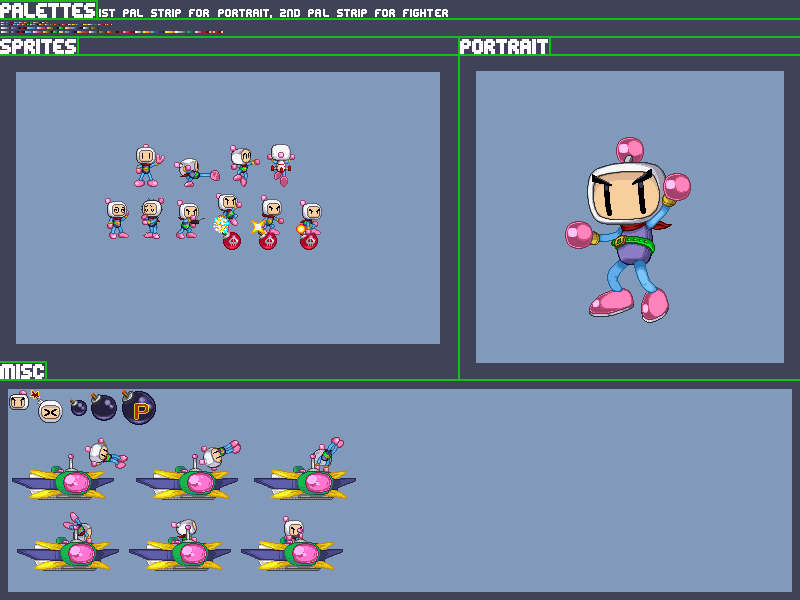 PALETTES 1ST PAL STRIP FOR PORTRAIT, 2ND PAL STRIP FOR FIGHTER
SPRITES
PORTRAIT
MISC
P